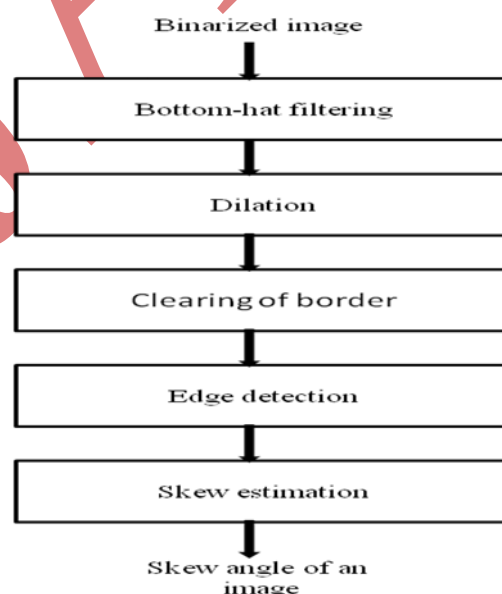 Binarized image
Bottom-hat filtering
Dilation
Clearing of border
Edge detection
Skew estimation
Skew angle of an
image